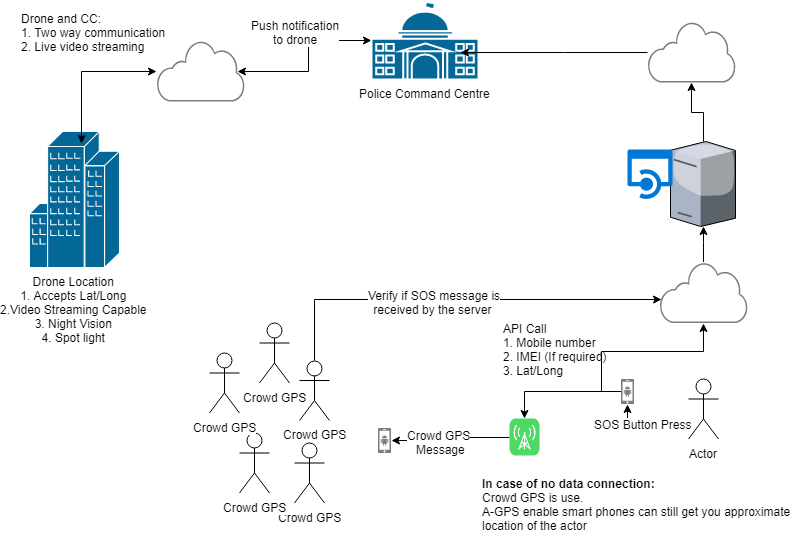 Drone and CC:
1. Two way communication
2. Live video streaming
Push notification
to drone
Police Command Centre
Drone Location
1. Accepts Lat/Long
2.Video Streaming Capable
3. Night Vision
4. Spot light
Verify if SOS message is
received by the server
API Call
1. Mobile number
2. IMEI (If required)
3. Lat/Long
Crowd GPS
Crowd GPS
Crowd GPS
Crowd GPS
Crowd GPS
Crowd GPS
Message
SOS Button Press
Actor
In case of no data connection:
Crowd GPS is use.
A-GPS enable smart phones can still get you approximate
location of the actor